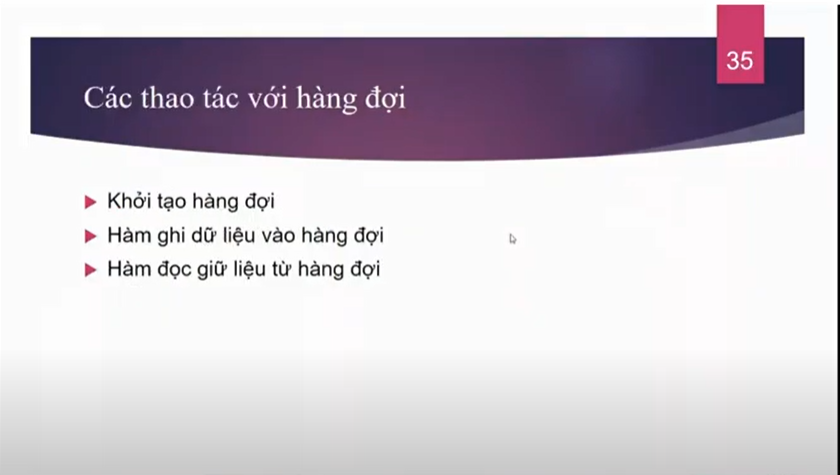 35
Các thao tác với hàng đợi
Khởi tạo hàng đợi
Hàm ghi dữ liệu vào hàng đợi
Hàm đọc giữ liệu từ hàng đợi